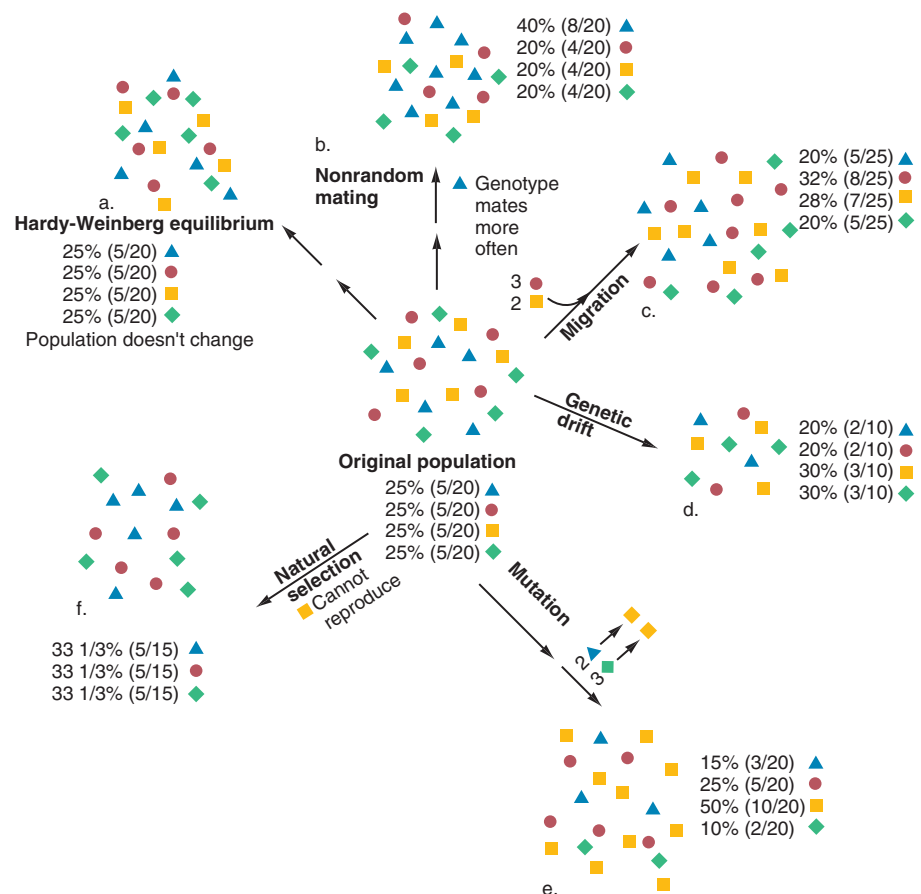 40% (8/20)
20% (4/20)
20% (4/20)
20% (4/20)
b.
Nonrandom
mating
Genotype
mates
more
often
a.
Hardy-Weinberg equilibrium
25% (5/20)
25% (5/20)
25% (5/20)
25% (5/20)
Population doesn't change
20% (5/25)
32% (8/25)
28% (7/25)
20% (5/25)
3
2
Migration
c.
Genetic
drift
20% (2/10)
20% (2/10)
30% (3/10)
30% (3/10)
d.
Original population
25% (5/20)
25% (5/20)
25% (5/20)
25% (5/20)
Natural
selection
Cannot
reproduce
f.
33 1/3% (5/15)
33 1/3% (5/15)
33 1/3% (5/15)
Mutation
2
3
15% (3/20)
25% (5/20)
50% (10/20)
10% (2/20)
e.